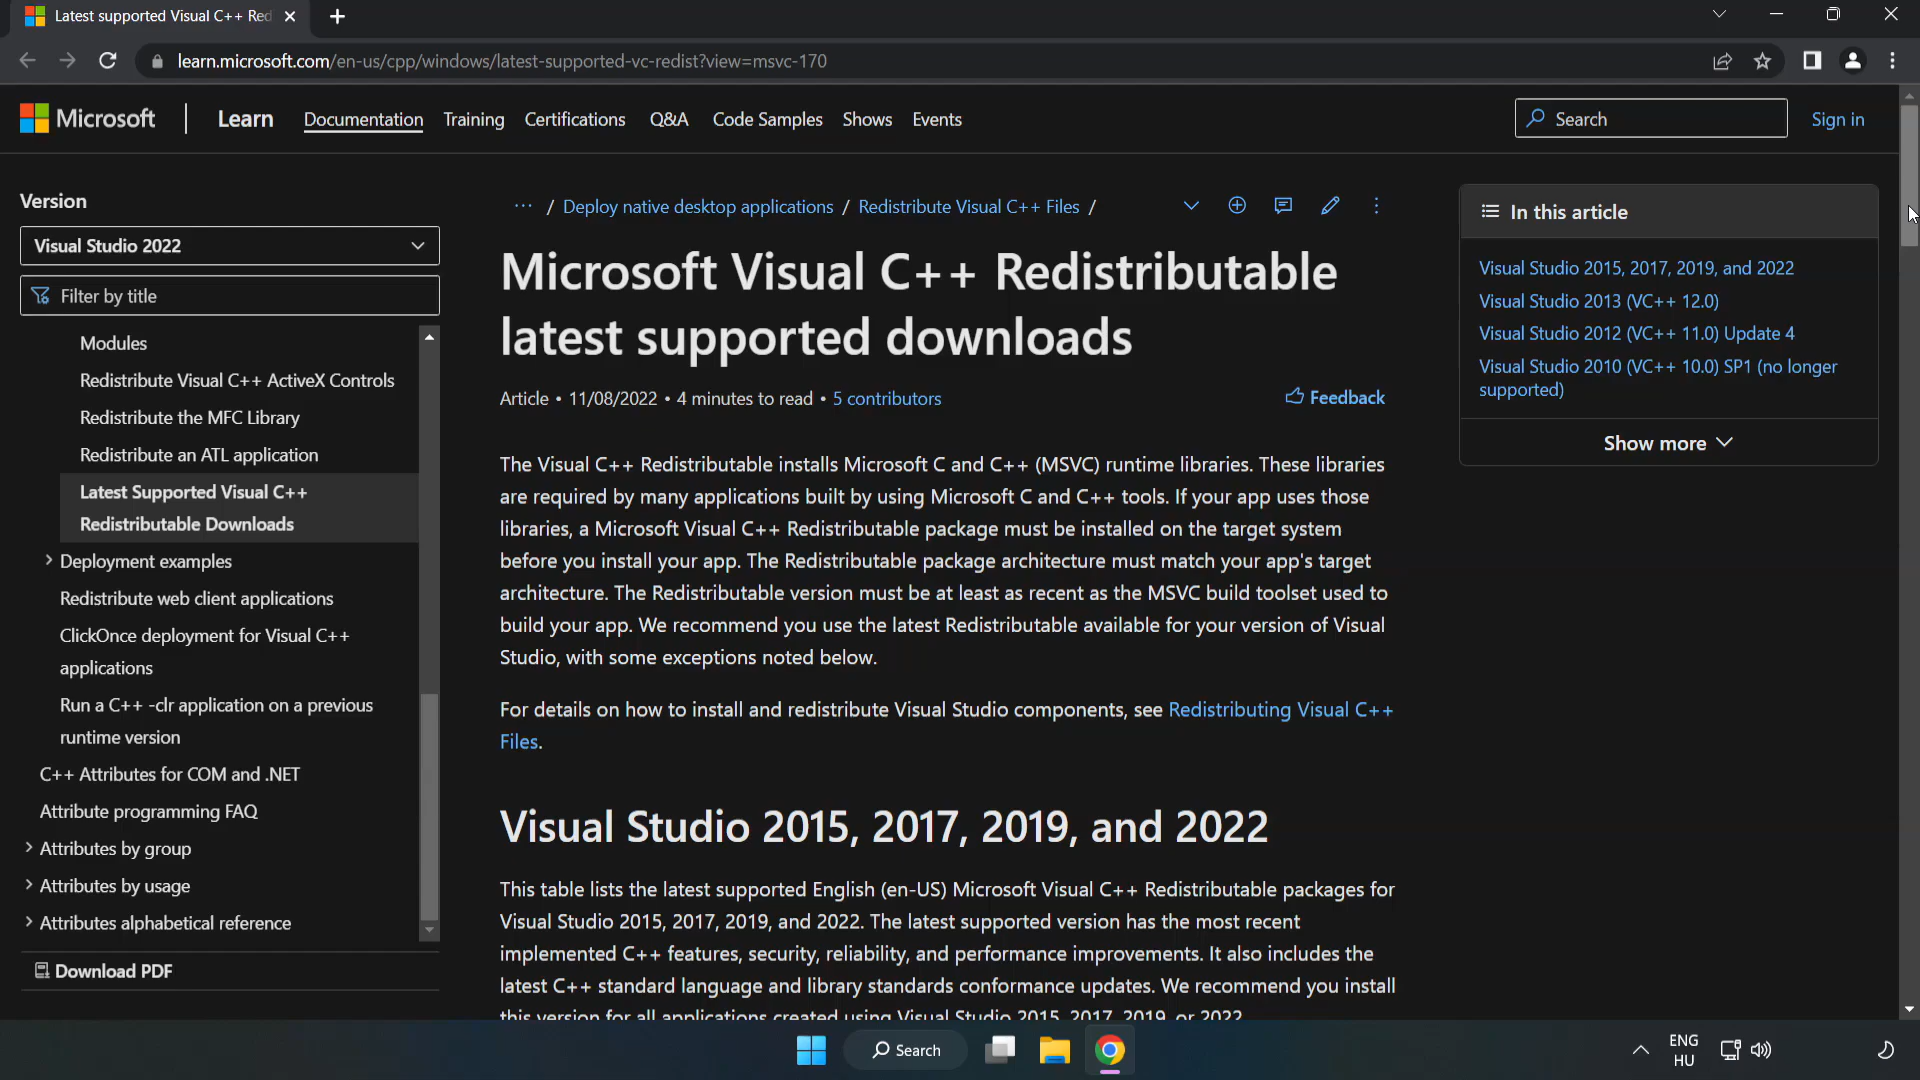 Latest supported Visual C++ Red
learn.microsoft.com/en-us/cpp/windows/latest-supported-vc-redist?view=msvc-170
Microsoft
Learn
Documentation
Training
Certifications
Q&A
Code Samples
Shows
Events
Search
Sign in
Version
Visual Studio 2022
Filter by title
Modules
Redistribute Visual C++ ActiveX Controls
Redistribute the MFC Library
Redistribute an ATL application
Latest Supported Visual C++
Redistributable Downloads
Deployment examples
Redistribute web client applications
ClickOnce deployment for Visual C++
applications
Run a C++ -clr application on a previous
runtime version
C++ Attributes for COM and .NET
Attribute programming FAQ
Attributes by group
Attributes by usage
Attributes alphabetical reference
Download PDF
... / Deploy native desktop applications / Redistribute Visual C++ Files /
Microsoft Visual C++ Redistributable
latest supported downloads
Article • 11/08/2022 • 4 minutes to read • 5 contributors
Feedback
The Visual C++ Redistributable installs Microsoft C and C++ (MSVC) runtime libraries. These libraries
are required by many applications built by using Microsoft C and C++ tools. If your app uses those
libraries, a Microsoft Visual C++ Redistributable package must be installed on the target system
before you install your app. The Redistributable package architecture must match your app's target
architecture. The Redistributable version must be at least as recent as the MSVC build toolset used to
build your app. We recommend you use the latest Redistributable available for your version of Visual
Studio, with some exceptions noted below.
For details on how to install and redistribute Visual Studio components, see Redistributing Visual C++
Files.
Visual Studio 2015, 2017, 2019, and 2022
This table lists the latest supported English (en-US) Microsoft Visual C++ Redistributable packages for
Visual Studio 2015, 2017, 2019, and 2022. The latest supported version has the most recent
implemented C++ features, security, reliability, and performance improvements. It also includes the
latest C++ standard language and library standards conformance updates. We recommend you install
this version for all applications created using Visual Studio 2015, 2017, 2019, or 2022.
In this article
Visual Studio 2015, 2017, 2019, and 2022
Visual Studio 2013 (VC++ 12.0)
Visual Studio 2012 (VC++ 11.0) Update 4
Visual Studio 2010 (VC++ 10.0) SP1 (no longer
supported)
Show more
Search
ENG
HU